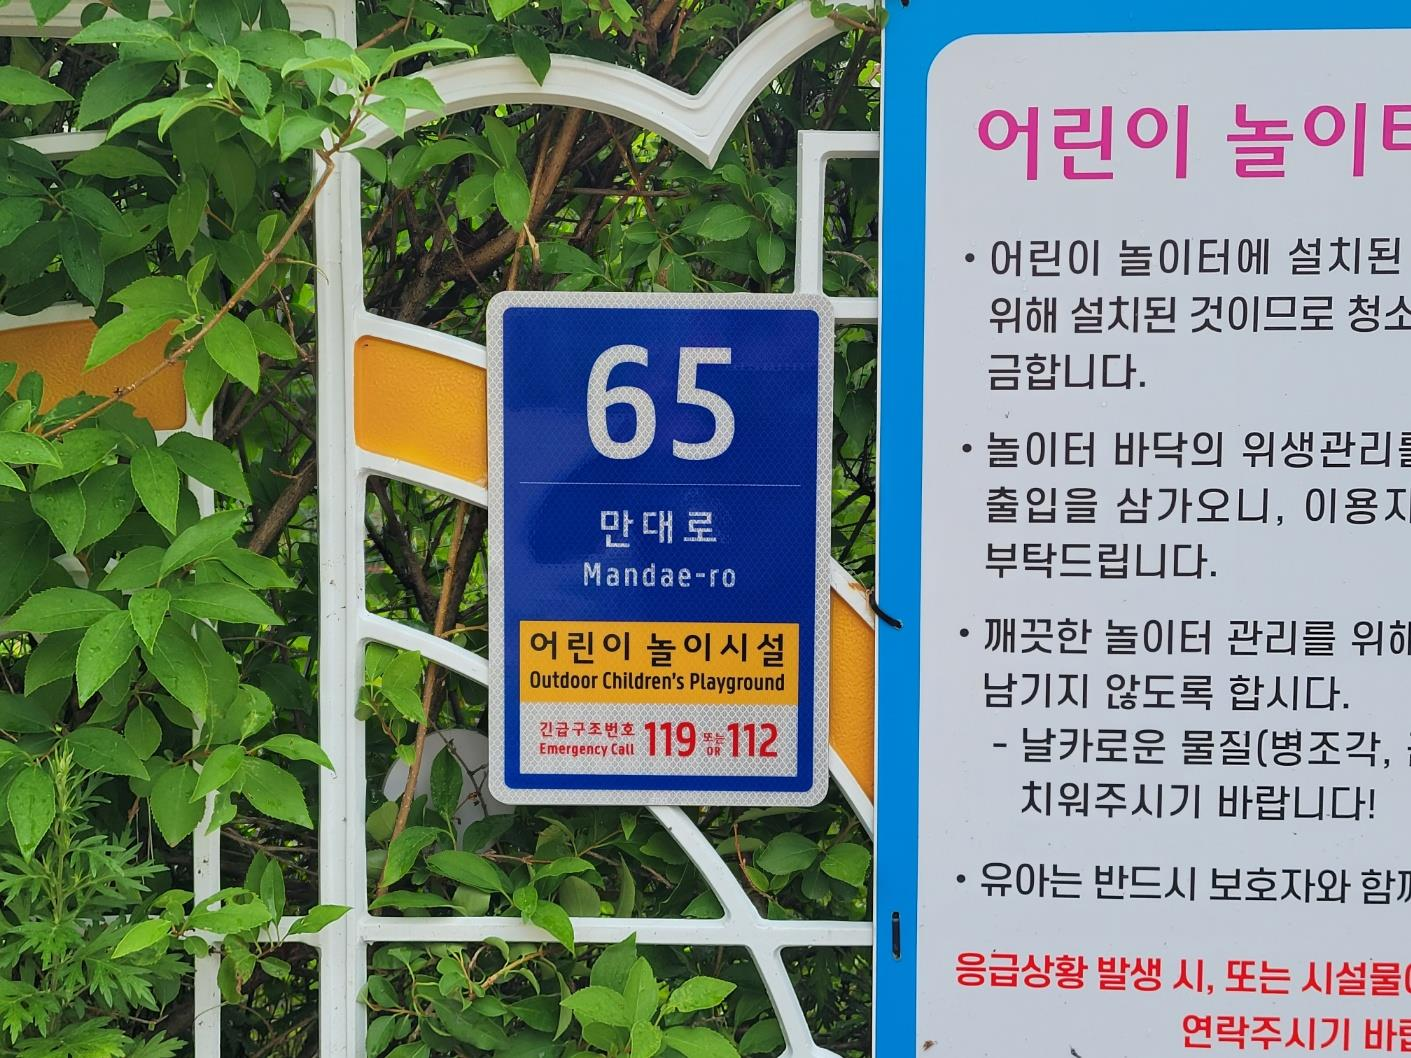 65
만대로
Mandae-ro
어린이 놀이시설
Outdoor Children's Playground
긴급구조번호
Emergency Call
119 또는 OR 112
어린이 놀이터
• 어린이 놀이터에 설치된
위해 설치된 것이므로 청소
금합니다.
• 놀이터 바닥의 위생관리를
출입을 삼가오니, 이용자
부탁드립니다.
• 깨끗한 놀이터 관리를 위해
남기지 않도록 합시다.
- 날카로운 물질(병조각,
치워주시기 바랍니다!
• 유아는 반드시 보호자와 함께
응급상황 발생 시, 또는 시설물
연락주시기 바랍